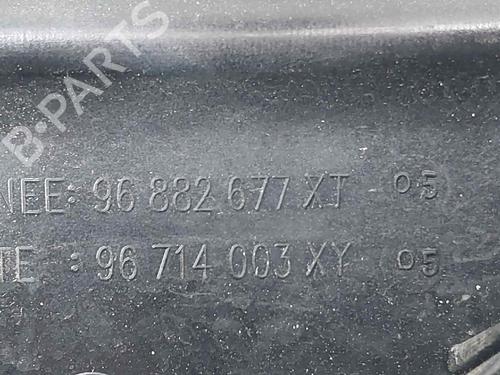 B-PARTS
NEE: 96 882 677 XT 05
TE : 96 714 003 XY 05